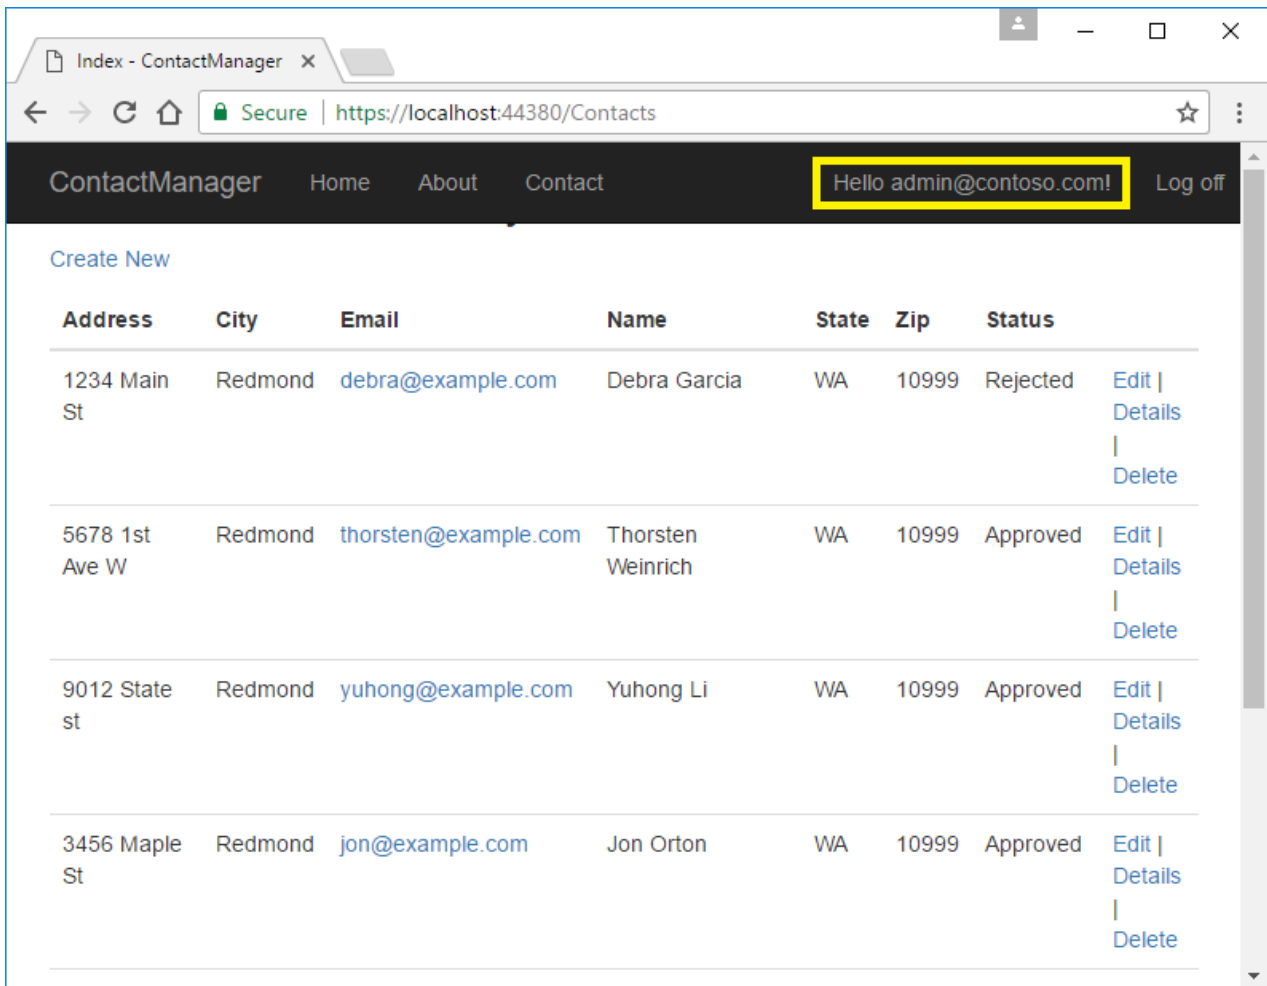 Index - ContactManager
Secure https://localhost:44380/Contacts
ContactManager Home About Contact Hello admin@contoso.com! Log off
Create New
Address City Email Name State Zip Status
1234 Main Redmond debra@example.com Debra Garcia WA 10999 Rejected Edit |
St Details
|
Delete
5678 1st Redmond thorsten@example.com Thorsten WA 10999 Approved Edit |
Ave W Weinrich Details
|
Delete
9012 State Redmond yuhong@example.com Yuhong Li WA 10999 Approved Edit |
st Details
|
Delete
3456 Maple Redmond jon@example.com Jon Orton WA 10999 Approved Edit |
St Details
|
Delete